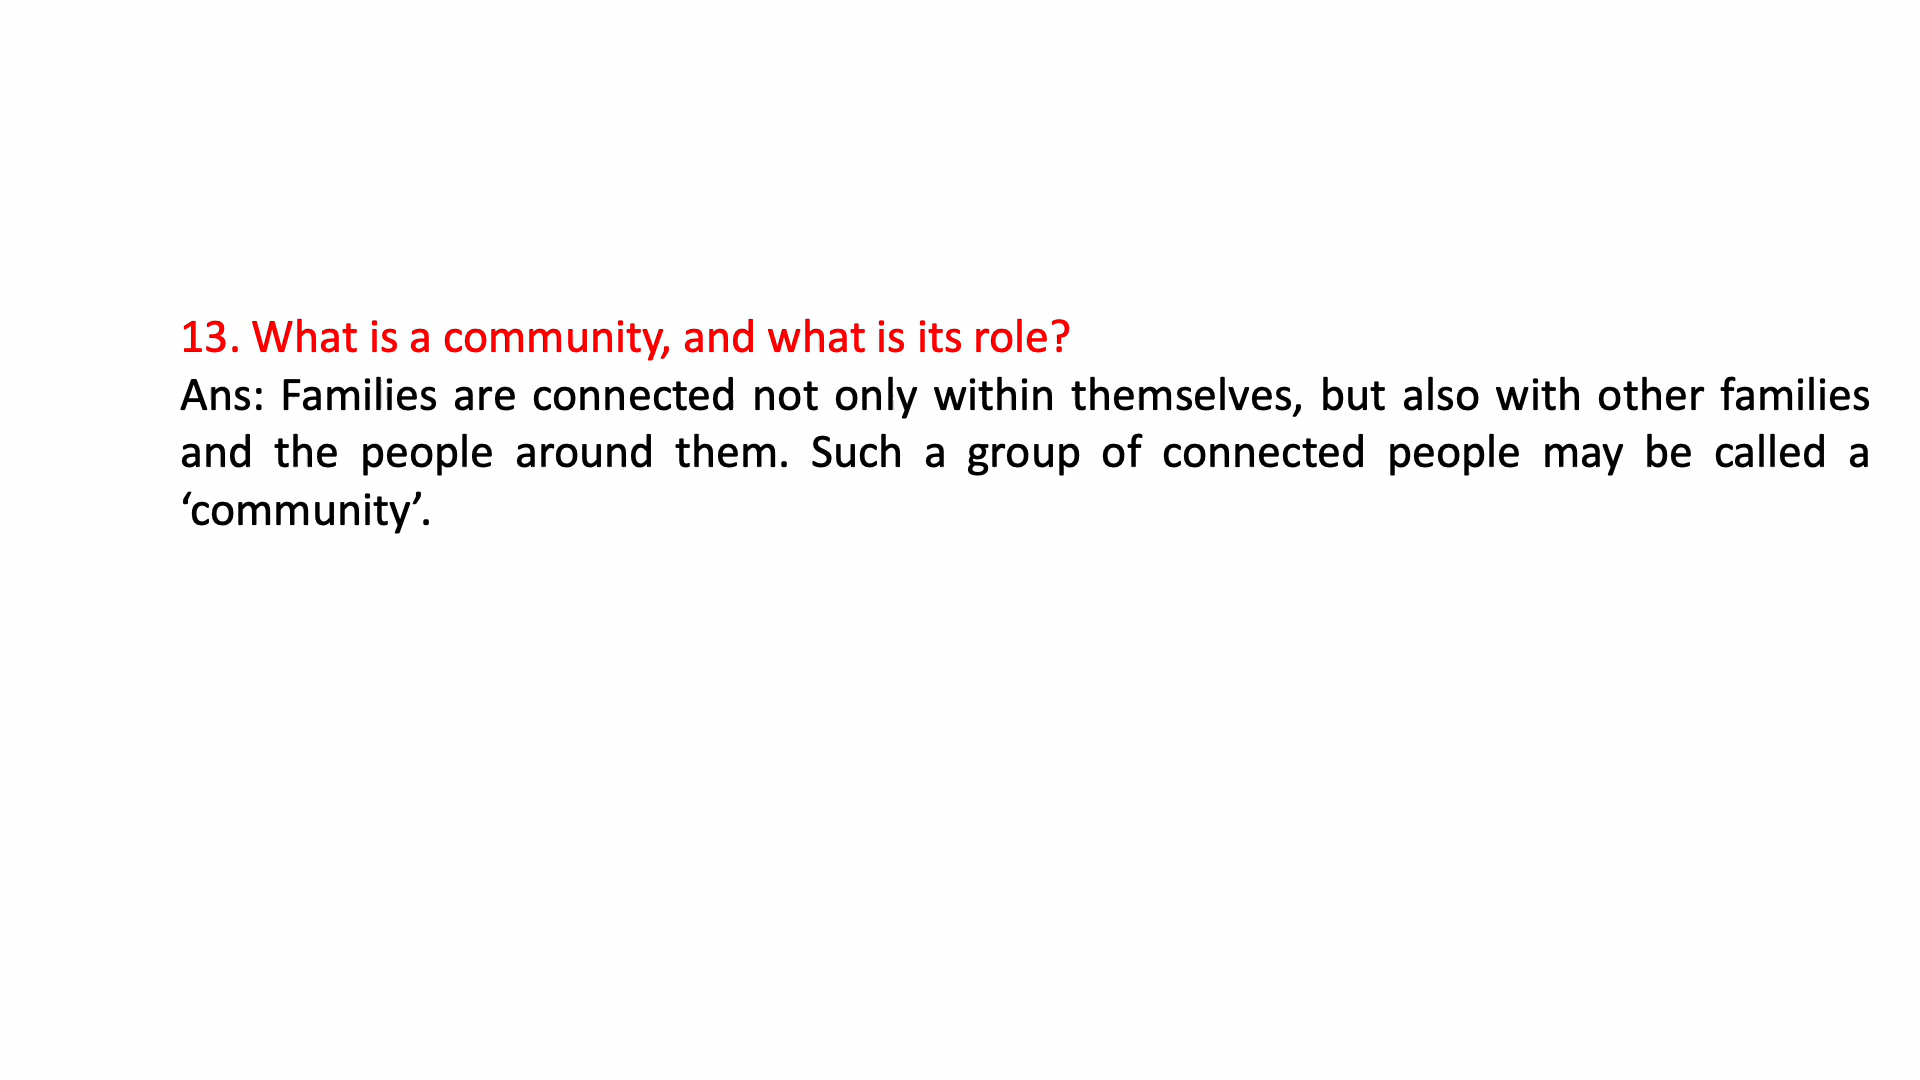 13. What is a community, and what is its role?
Ans: Families are connected not only within themselves, but also with other families
and the people around them. Such a group of connected people may be called a
‘community’.